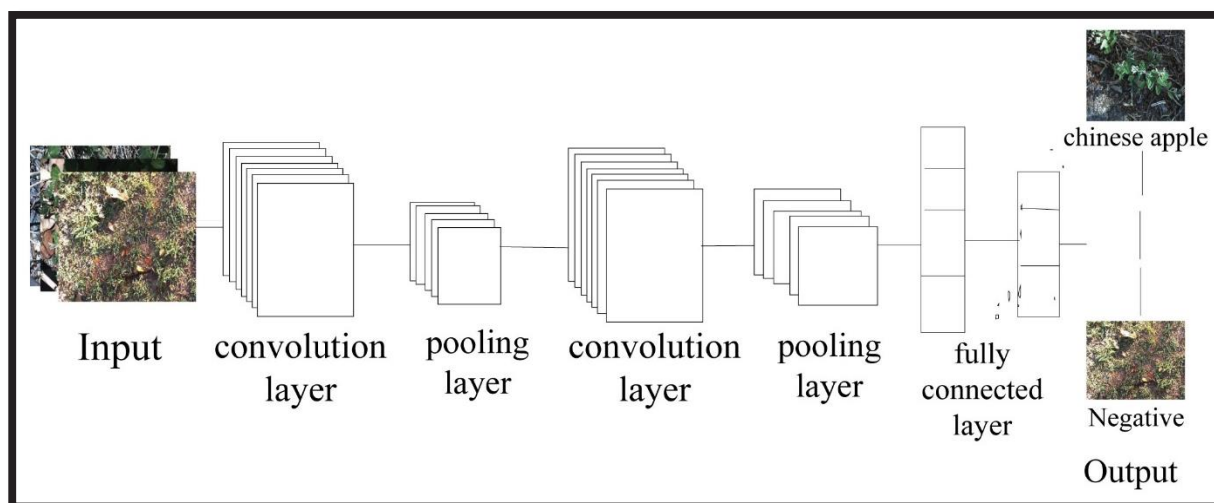 Input
convolution
layer
pooling
layer
convolution
layer
pooling
layer
fully
connected
layer
chinese apple
Negative
Output